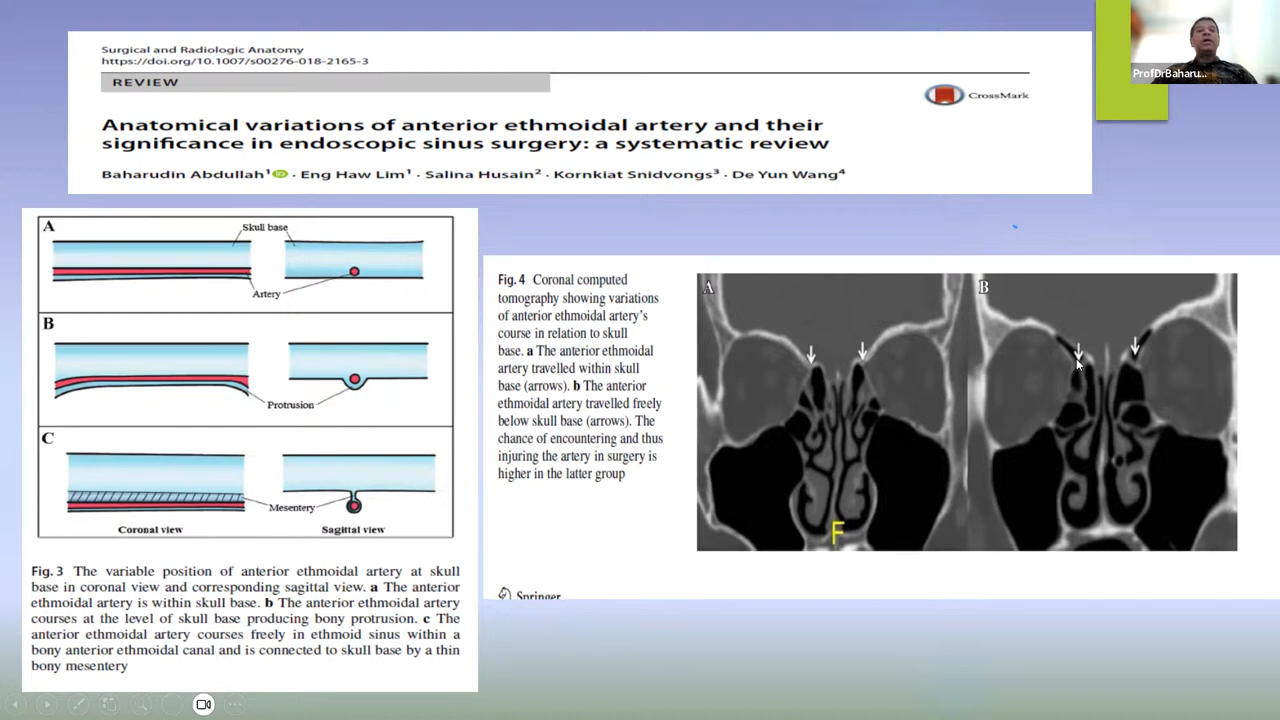 Surgical and Radiologic Anatomy
https://doi.org/10.1007/s00276-018-2165-3
REVIEW
CrossMark
Anatomical variations of anterior ethmoidal artery and their
significance in endoscopic sinus surgery: a systematic review
Baharudin Abdullah¹ · Eng Haw Lim¹ · Salina Husain² · Kornkiat Snidvongs³ · De Yun Wang⁴
ProfDrBaharu...
A
Skull base
Artery
B
Protrusion
C
Mesentery
Coronal view
Sagittal view
Fig. 3 The variable position of anterior ethmoidal artery at skull
base in coronal view and corresponding sagittal view. a The anterior
ethmoidal artery is within skull base. b The anterior ethmoidal artery
courses at the level of skull base producing bony protrusion. c The
anterior ethmoidal artery courses freely in ethmoid sinus within a
bony anterior ethmoidal canal and is connected to skull base by a thin
bony mesentery
Fig. 4 Coronal computed
tomography showing variations
of anterior ethmoidal artery's
course in relation to skull
base. a The anterior ethmoidal
artery travelled within skull
base (arrows). b The anterior
ethmoidal artery travelled freely
below skull base (arrows). The
chance of encountering and thus
injuring the artery in surgery is
higher in the latter group
A
B
F
Springer